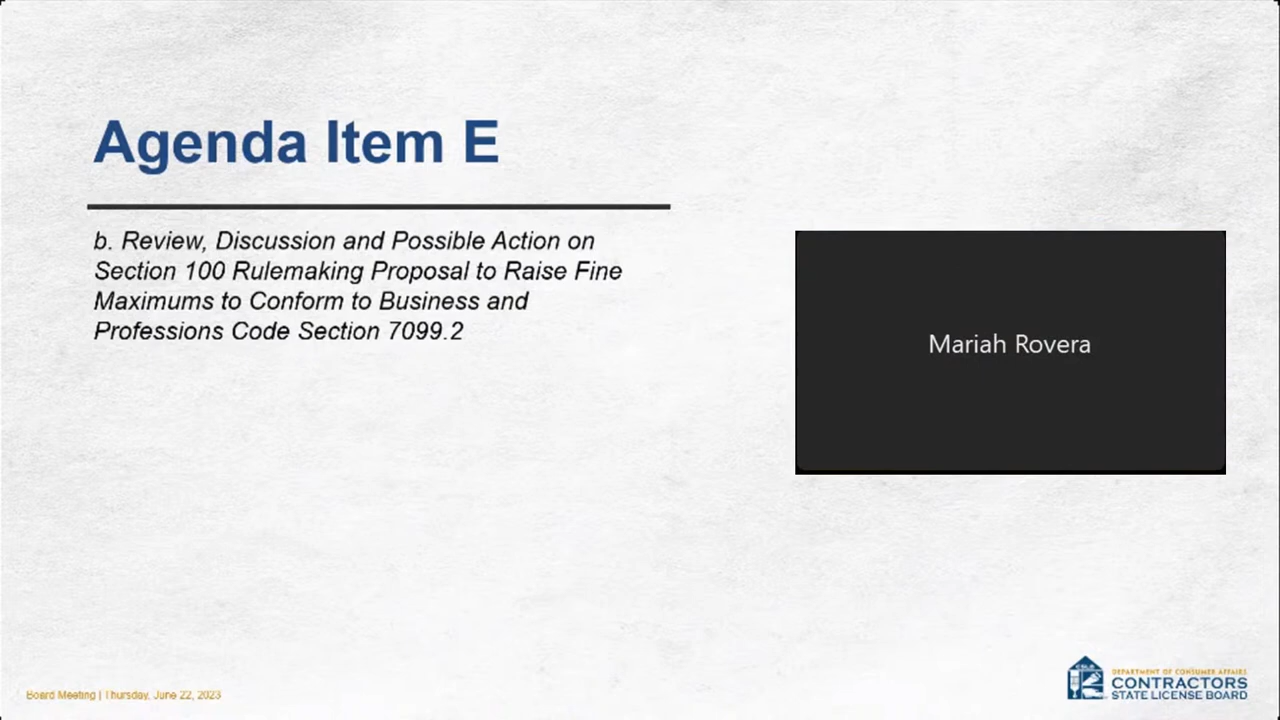 Agenda Item E
b. Review, Discussion and Possible Action on
Section 100 Rulemaking Proposal to Raise Fine
Maximums to Conform to Business and
Professions Code Section 7099.2
Mariah Rovera
Board Meeting | Thursday, June 22, 2023
CSLB
DEPARTMENT OF CONSUMER AFFAIRS
CONTRACTORS
STATE LICENSE BOARD